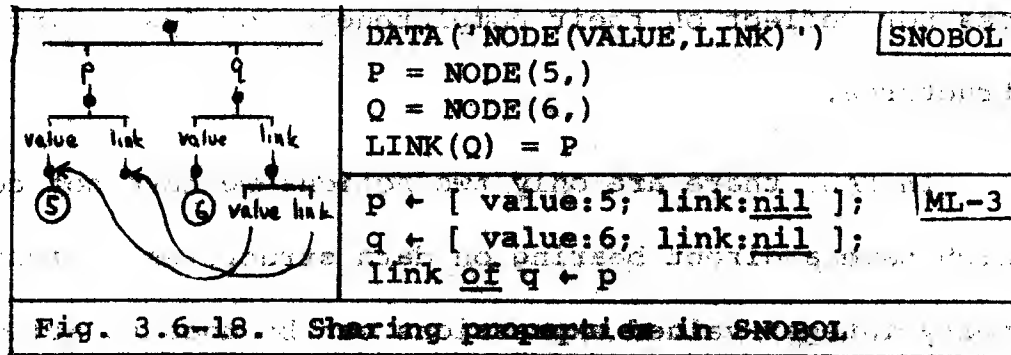 p q
value link value link
5 6 value link
DATA('NODE(VALUE,LINK)') SNOBOL
P = NODE(5,)
Q = NODE(6,)
LINK(Q) = P
p ← [ value:5; link:nil ]; ML-3
q ← [ value:6; link:nil ];
link of q ← p
Fig. 3.6-18. Sharing properties in SNOBOL